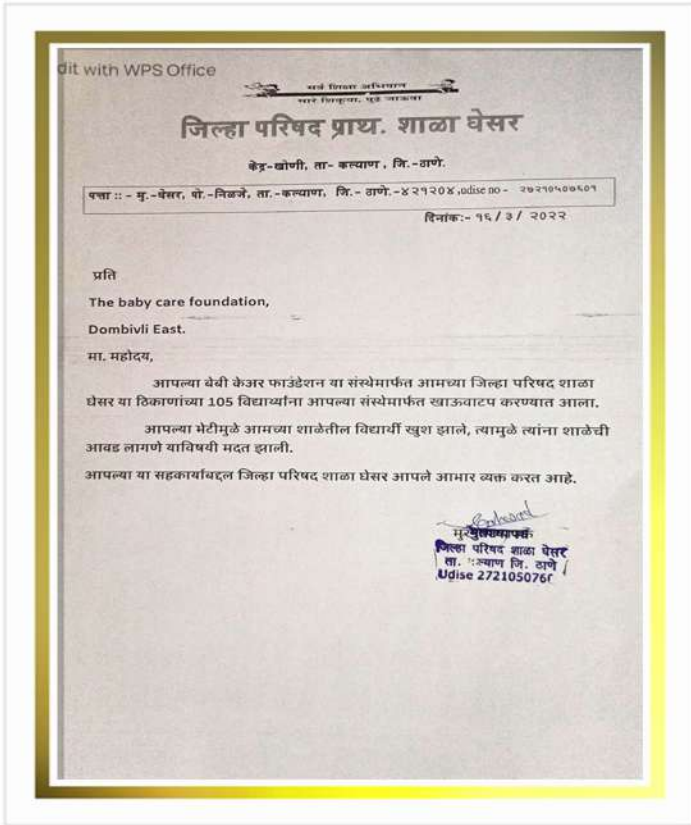 dit with WPS Office
सर्व शिक्षा अभियान
सारे शिकूया, पुढे जाऊया
जिल्हा परिषद प्राथ. शाळा घेसर
केंद्र-खोणी, ता- कल्याण , जि.-ठाणे.
पत्ता :: - मु.-घेसर, पो.-निळजे, ता.-कल्याण, जि.- ठाणे.-४२१२०४,udise no - २७२१०५०७६०१
दिनांक:- १६ / ३ / २०२२
प्रति
The baby care foundation,
Dombivli East.
मा. महोदय,
आपल्या बेबी केअर फाउंडेशन या संस्थेमार्फत आमच्या जिल्हा परिषद शाळा
घेसर या ठिकाणांच्या 105 विद्यार्थ्यांना आपल्या संस्थेमार्फत खाऊवाटप करण्यात आला.
आपल्या भेटीमुळे आमच्या शाळेतील विद्यार्थी खुश झाले, त्यामुळे त्यांना शाळेची
आवड लागणे याविषयी मदत झाली.
आपल्या या सहकार्याबद्दल जिल्हा परिषद शाळा घेसर आपले आभार व्यक्त करत आहे.
जिल्हा परिषद शाळा घेसर
ता. कल्याण जि. ठाणे
Udise 2721050760